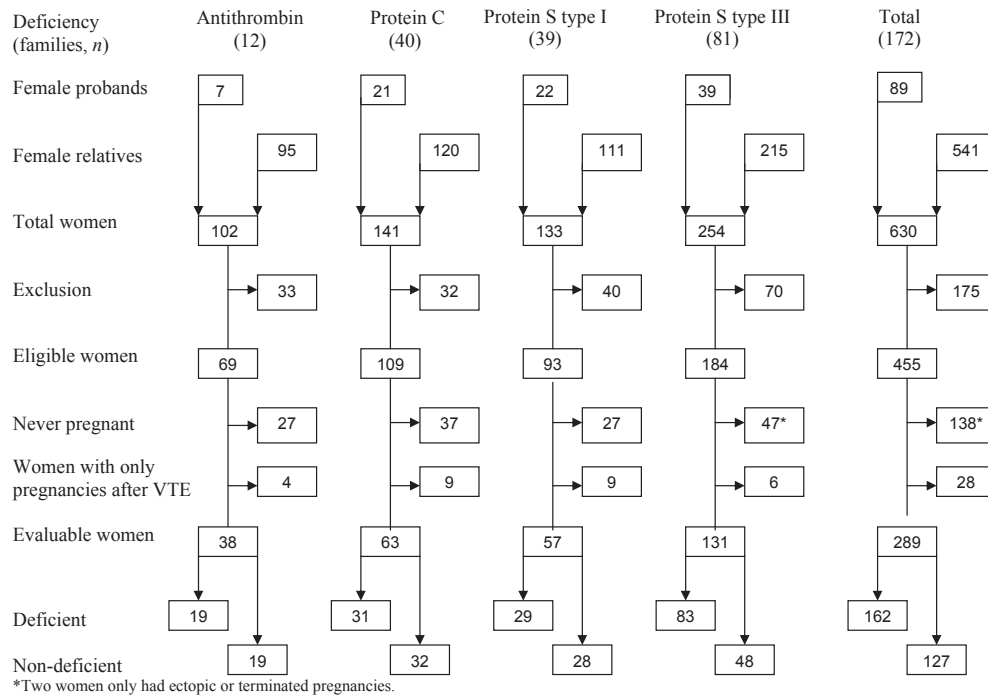 Deficiency Antithrombin Protein C Protein S type I Protein S type III Total
(families, n) (12) (40) (39) (81) (172)
Female probands 7 21 22 39 89
Female relatives 95 120 111 215 541
Total women 102 141 133 254 630
Exclusion 33 32 40 70 175
Eligible women 69 109 93 184 455
Never pregnant 27 37 27 47* 138*
Women with only
pregnancies after VTE 4 9 9 6 28
Evaluable women 38 63 57 131 289
Deficient 19 31 29 83 162
Non-deficient 19 32 28 48 127
*Two women only had ectopic or terminated pregnancies.